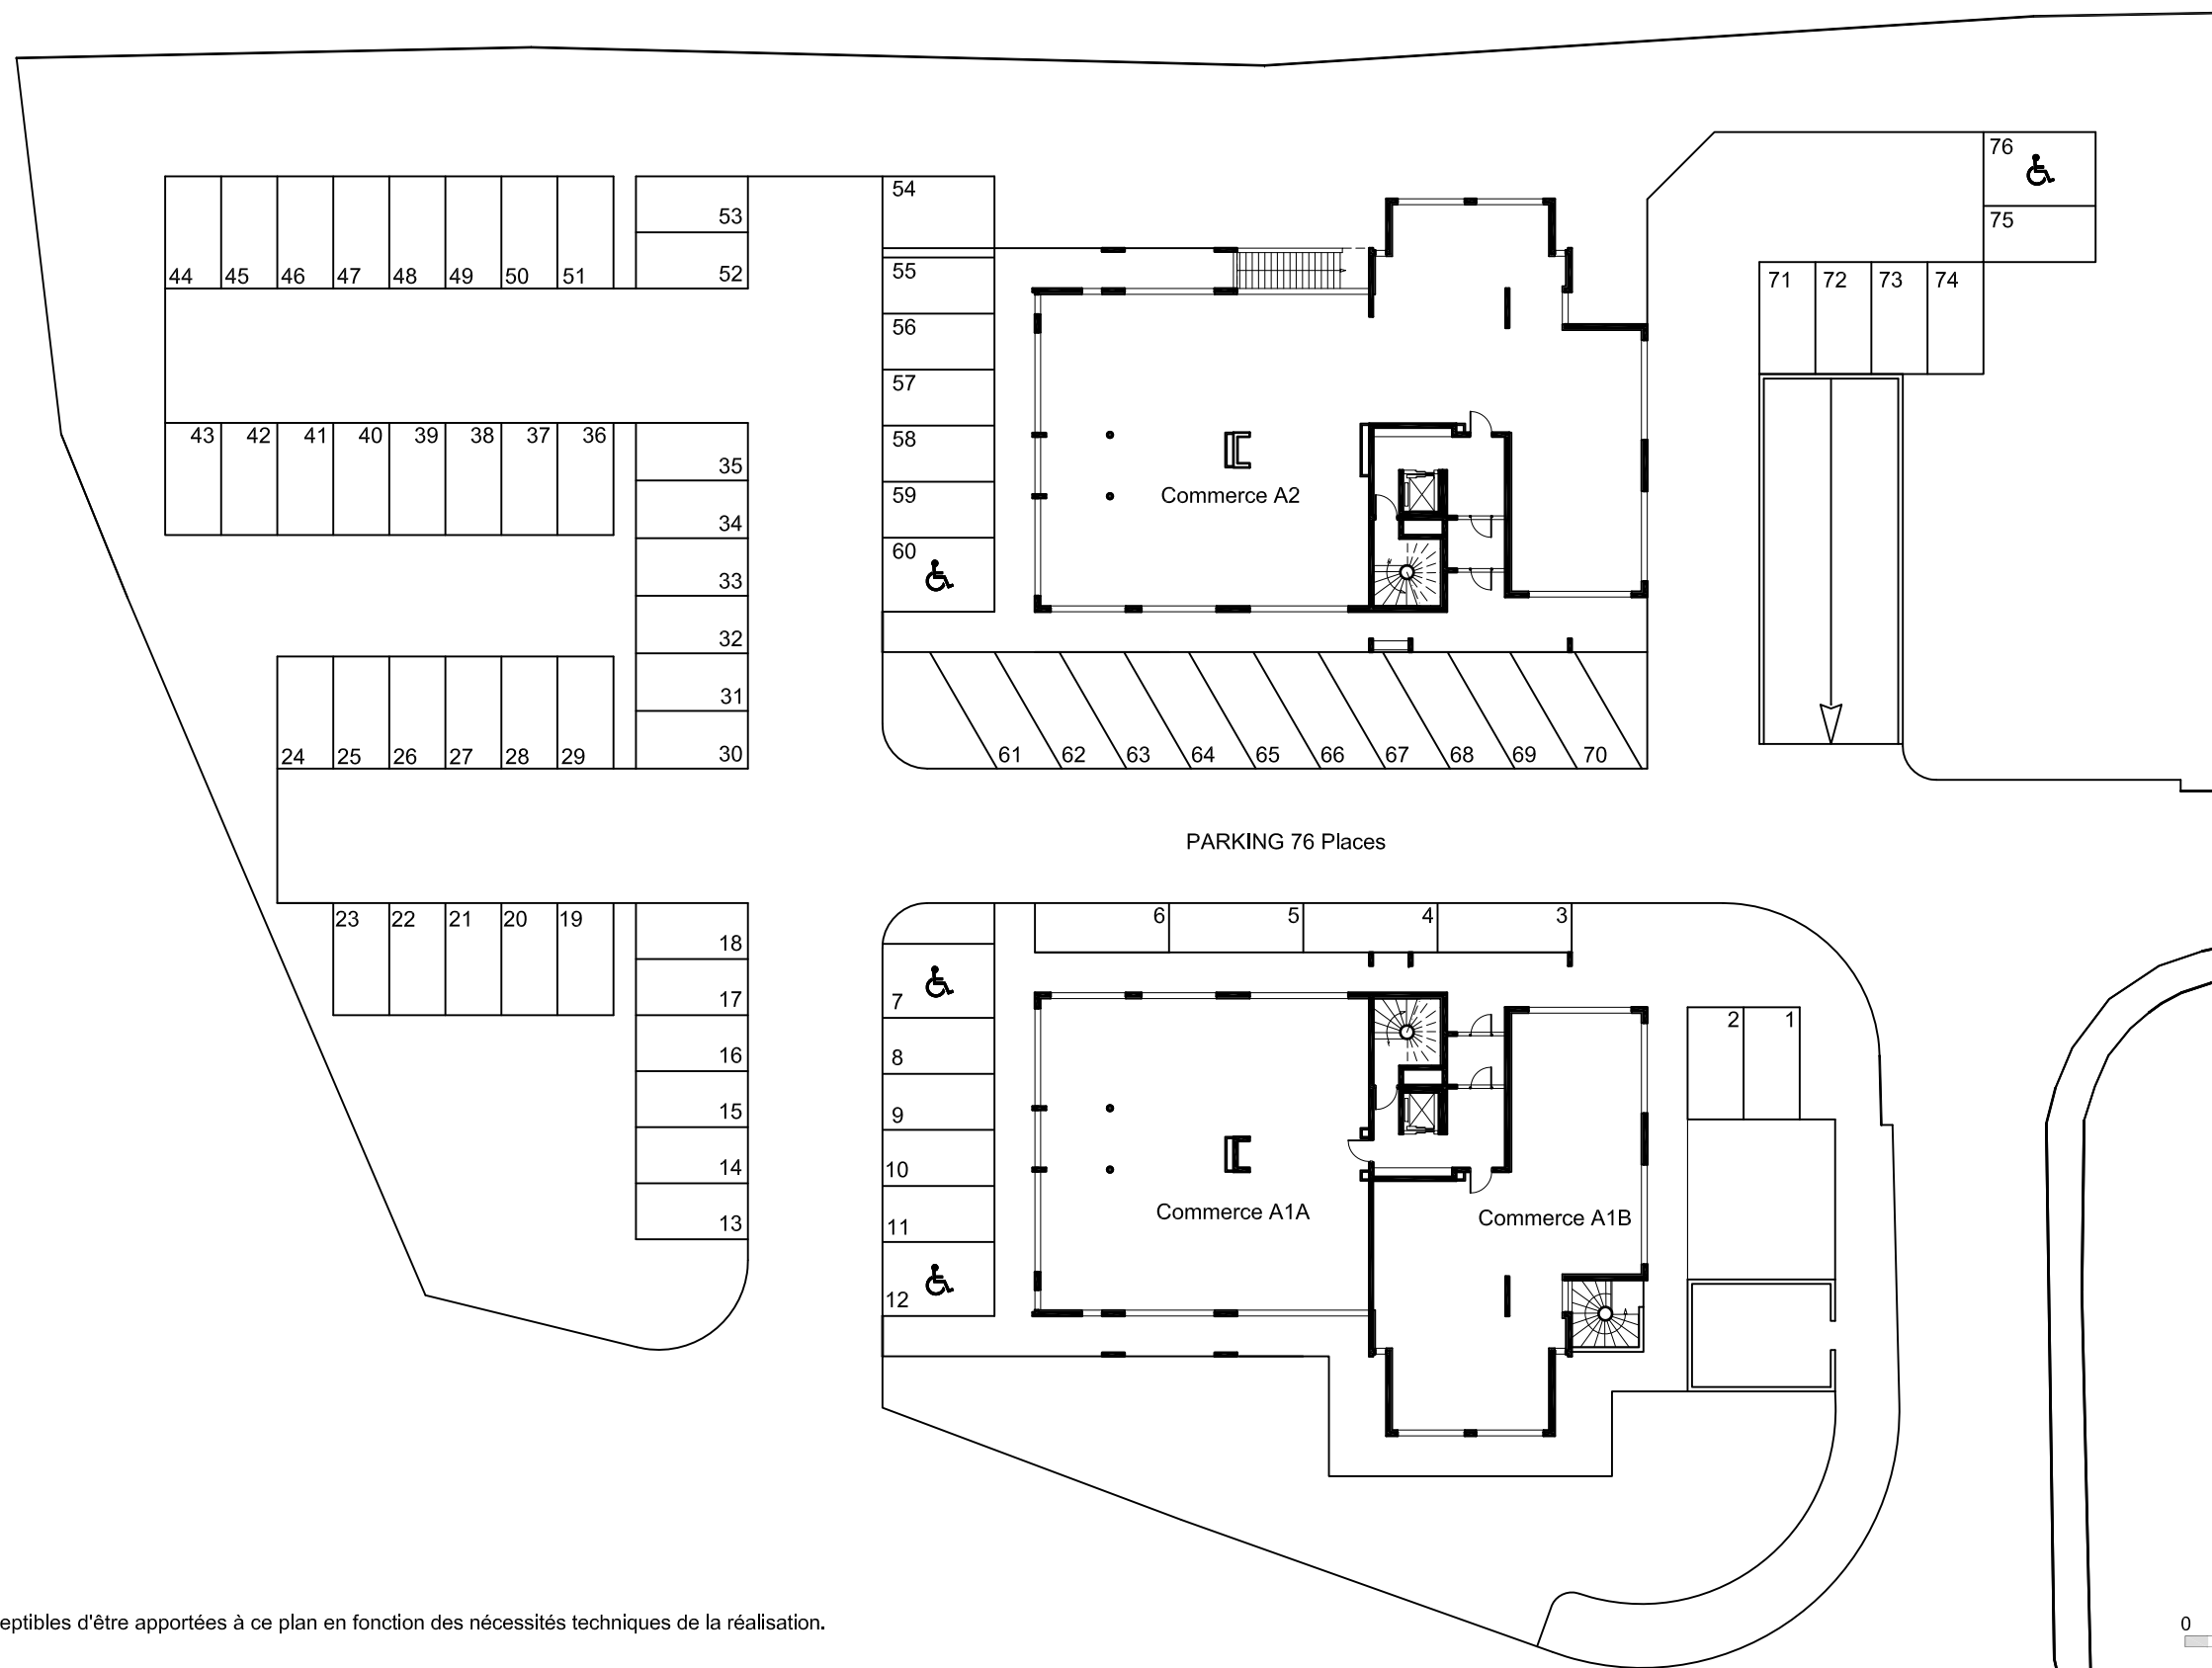 76
54
53
75
55
44 45 46 47 48 49 50 51
52
71 72 73 74
56
57
43 42 41 40 39 38 37 36
58
35
59
Commerce A2
34
60
33
32
31
24 25 26 27 28 29
30
61 62 63 64 65 66 67 68 69 70
PARKING 76 Places
6 5 4 3
23 22 21 20 19
18
7
17
2 1
8
16
9
15
10
14
Commerce A1A
Commerce A1B
11
13
12
eptibles d'être apportées à ce plan en fonction des nécessités techniques de la réalisation.
0